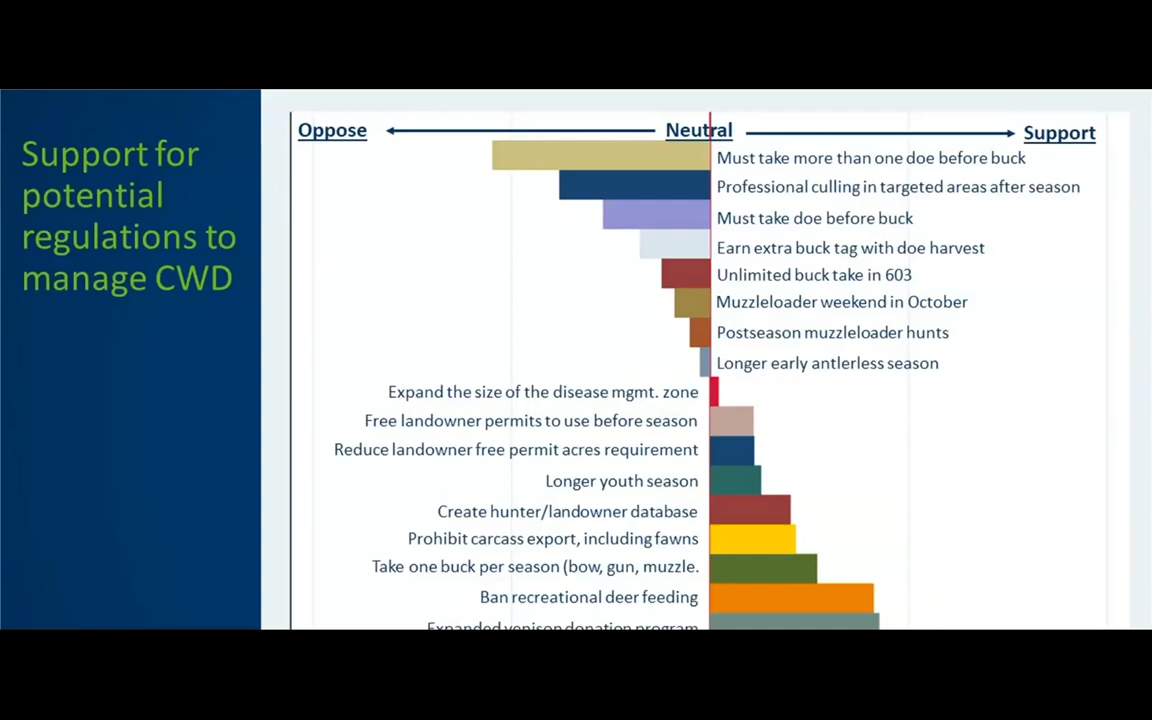 Support for
potential
regulations to
manage CWD
Oppose Neutral Support
Must take more than one doe before buck
Professional culling in targeted areas after season
Must take doe before buck
Earn extra buck tag with doe harvest
Unlimited buck take in 603
Muzzleloader weekend in October
Postseason muzzleloader hunts
Longer early antlerless season
Expand the size of the disease mgmt. zone
Free landowner permits to use before season
Reduce landowner free permit acres requirement
Longer youth season
Create hunter/landowner database
Prohibit carcass export, including fawns
Take one buck per season (bow, gun, muzzle.
Ban recreational deer feeding
Expanded venison donation program